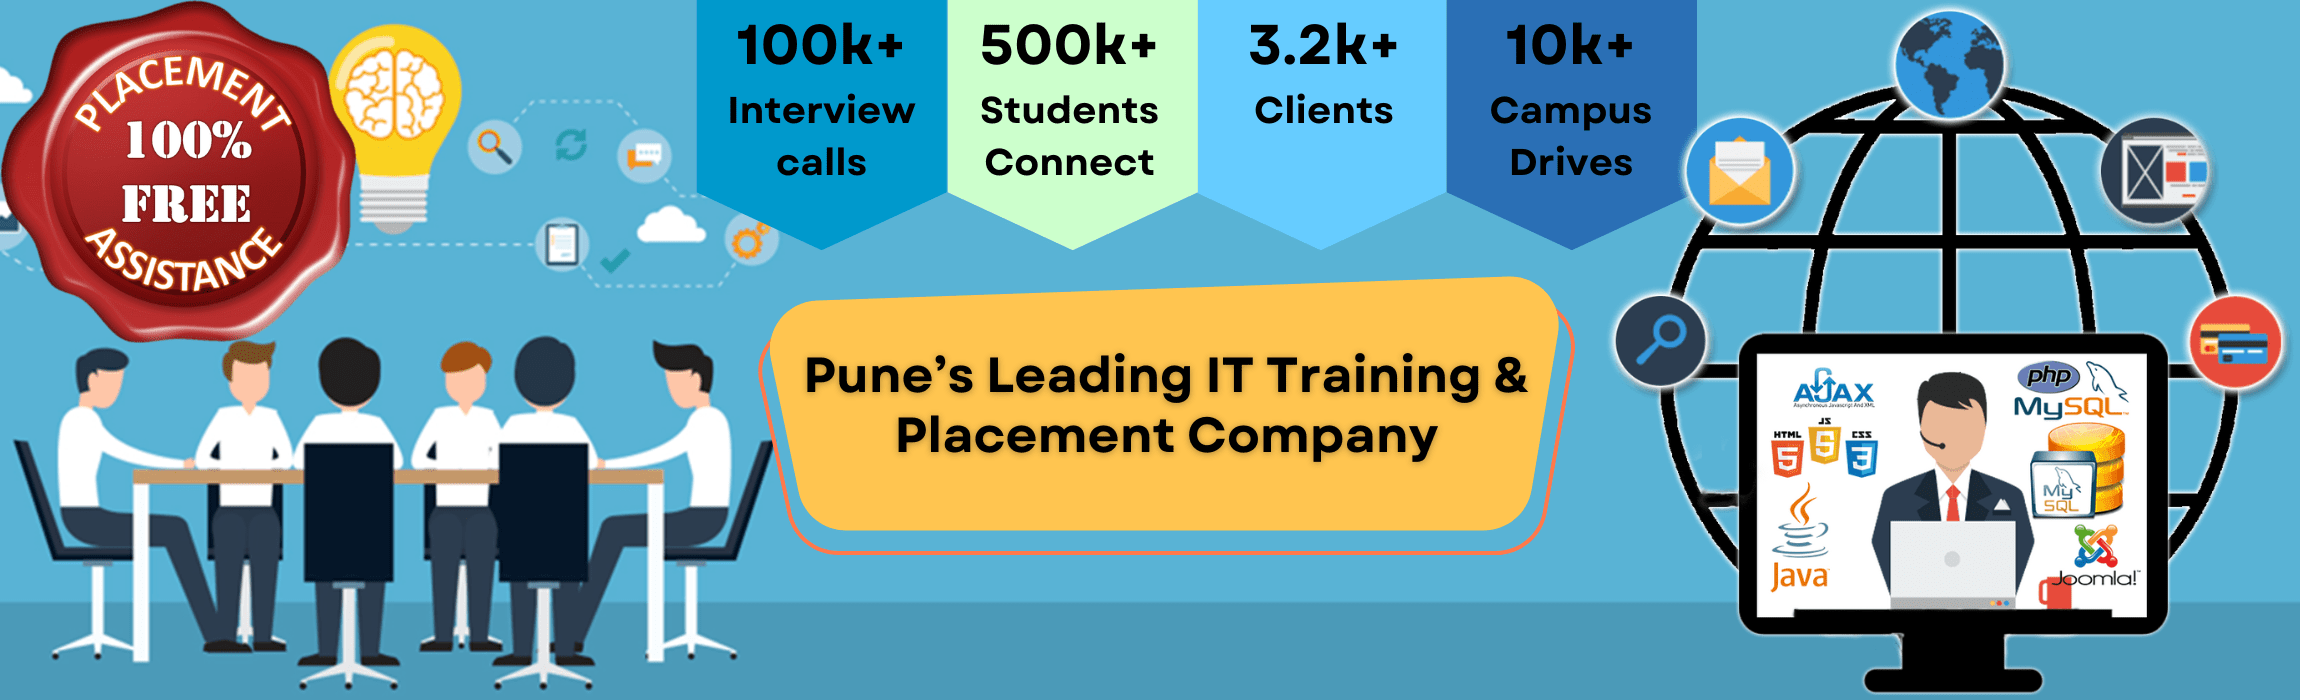 PLACEMENT
100%
FREE
ASSISTANCE
100k+
Interview
calls
500k+
Students
Connect
3.2k+
Clients
10k+
Campus
Drives
Pune’s Leading IT Training &
Placement Company
AJAX
Asynchronous Javascript And XML
HTML
5
JS
5
CSS
3
Java
php
MySQL™
My
SQL
Joomla!™